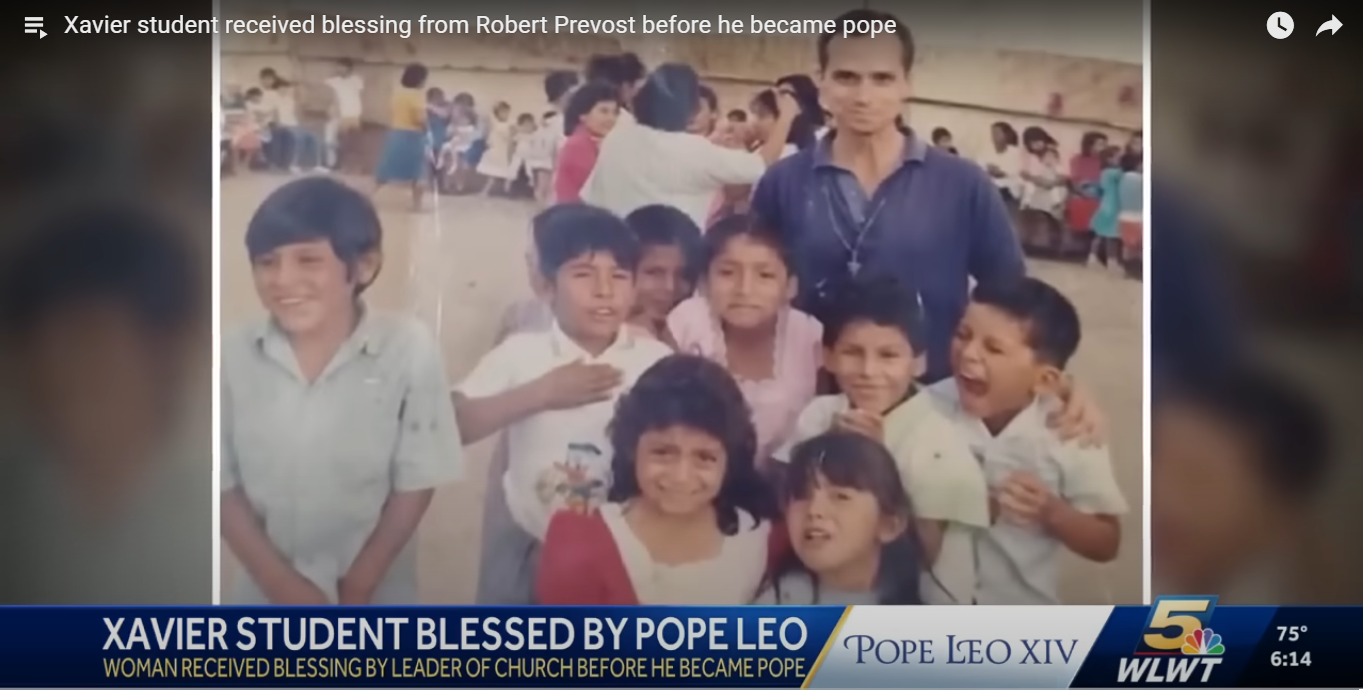 Xavier student received blessing from Robert Prevost before he became pope
XAVIER STUDENT BLESSED BY POPE LEO
WOMAN RECEIVED BLESSING BY LEADER OF CHURCH BEFORE HE BECAME POPE
POPE LEO XIV
5
WLWT
75°
6:14